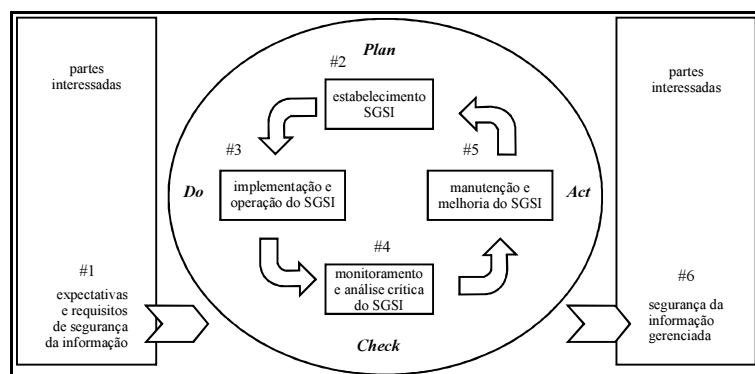 partes
interessadas
#1
expectativas
e requisitos
de segurança
da informação
Plan
#2
estabelecimento
SGSI
#3
Do
implementação e
operação do SGSI
#4
monitoramento
e análise crítica
do SGSI
Check
#5
manutenção e
melhoria do SGSI
Act
partes
interessadas
#6
segurança da
informação
gerenciada